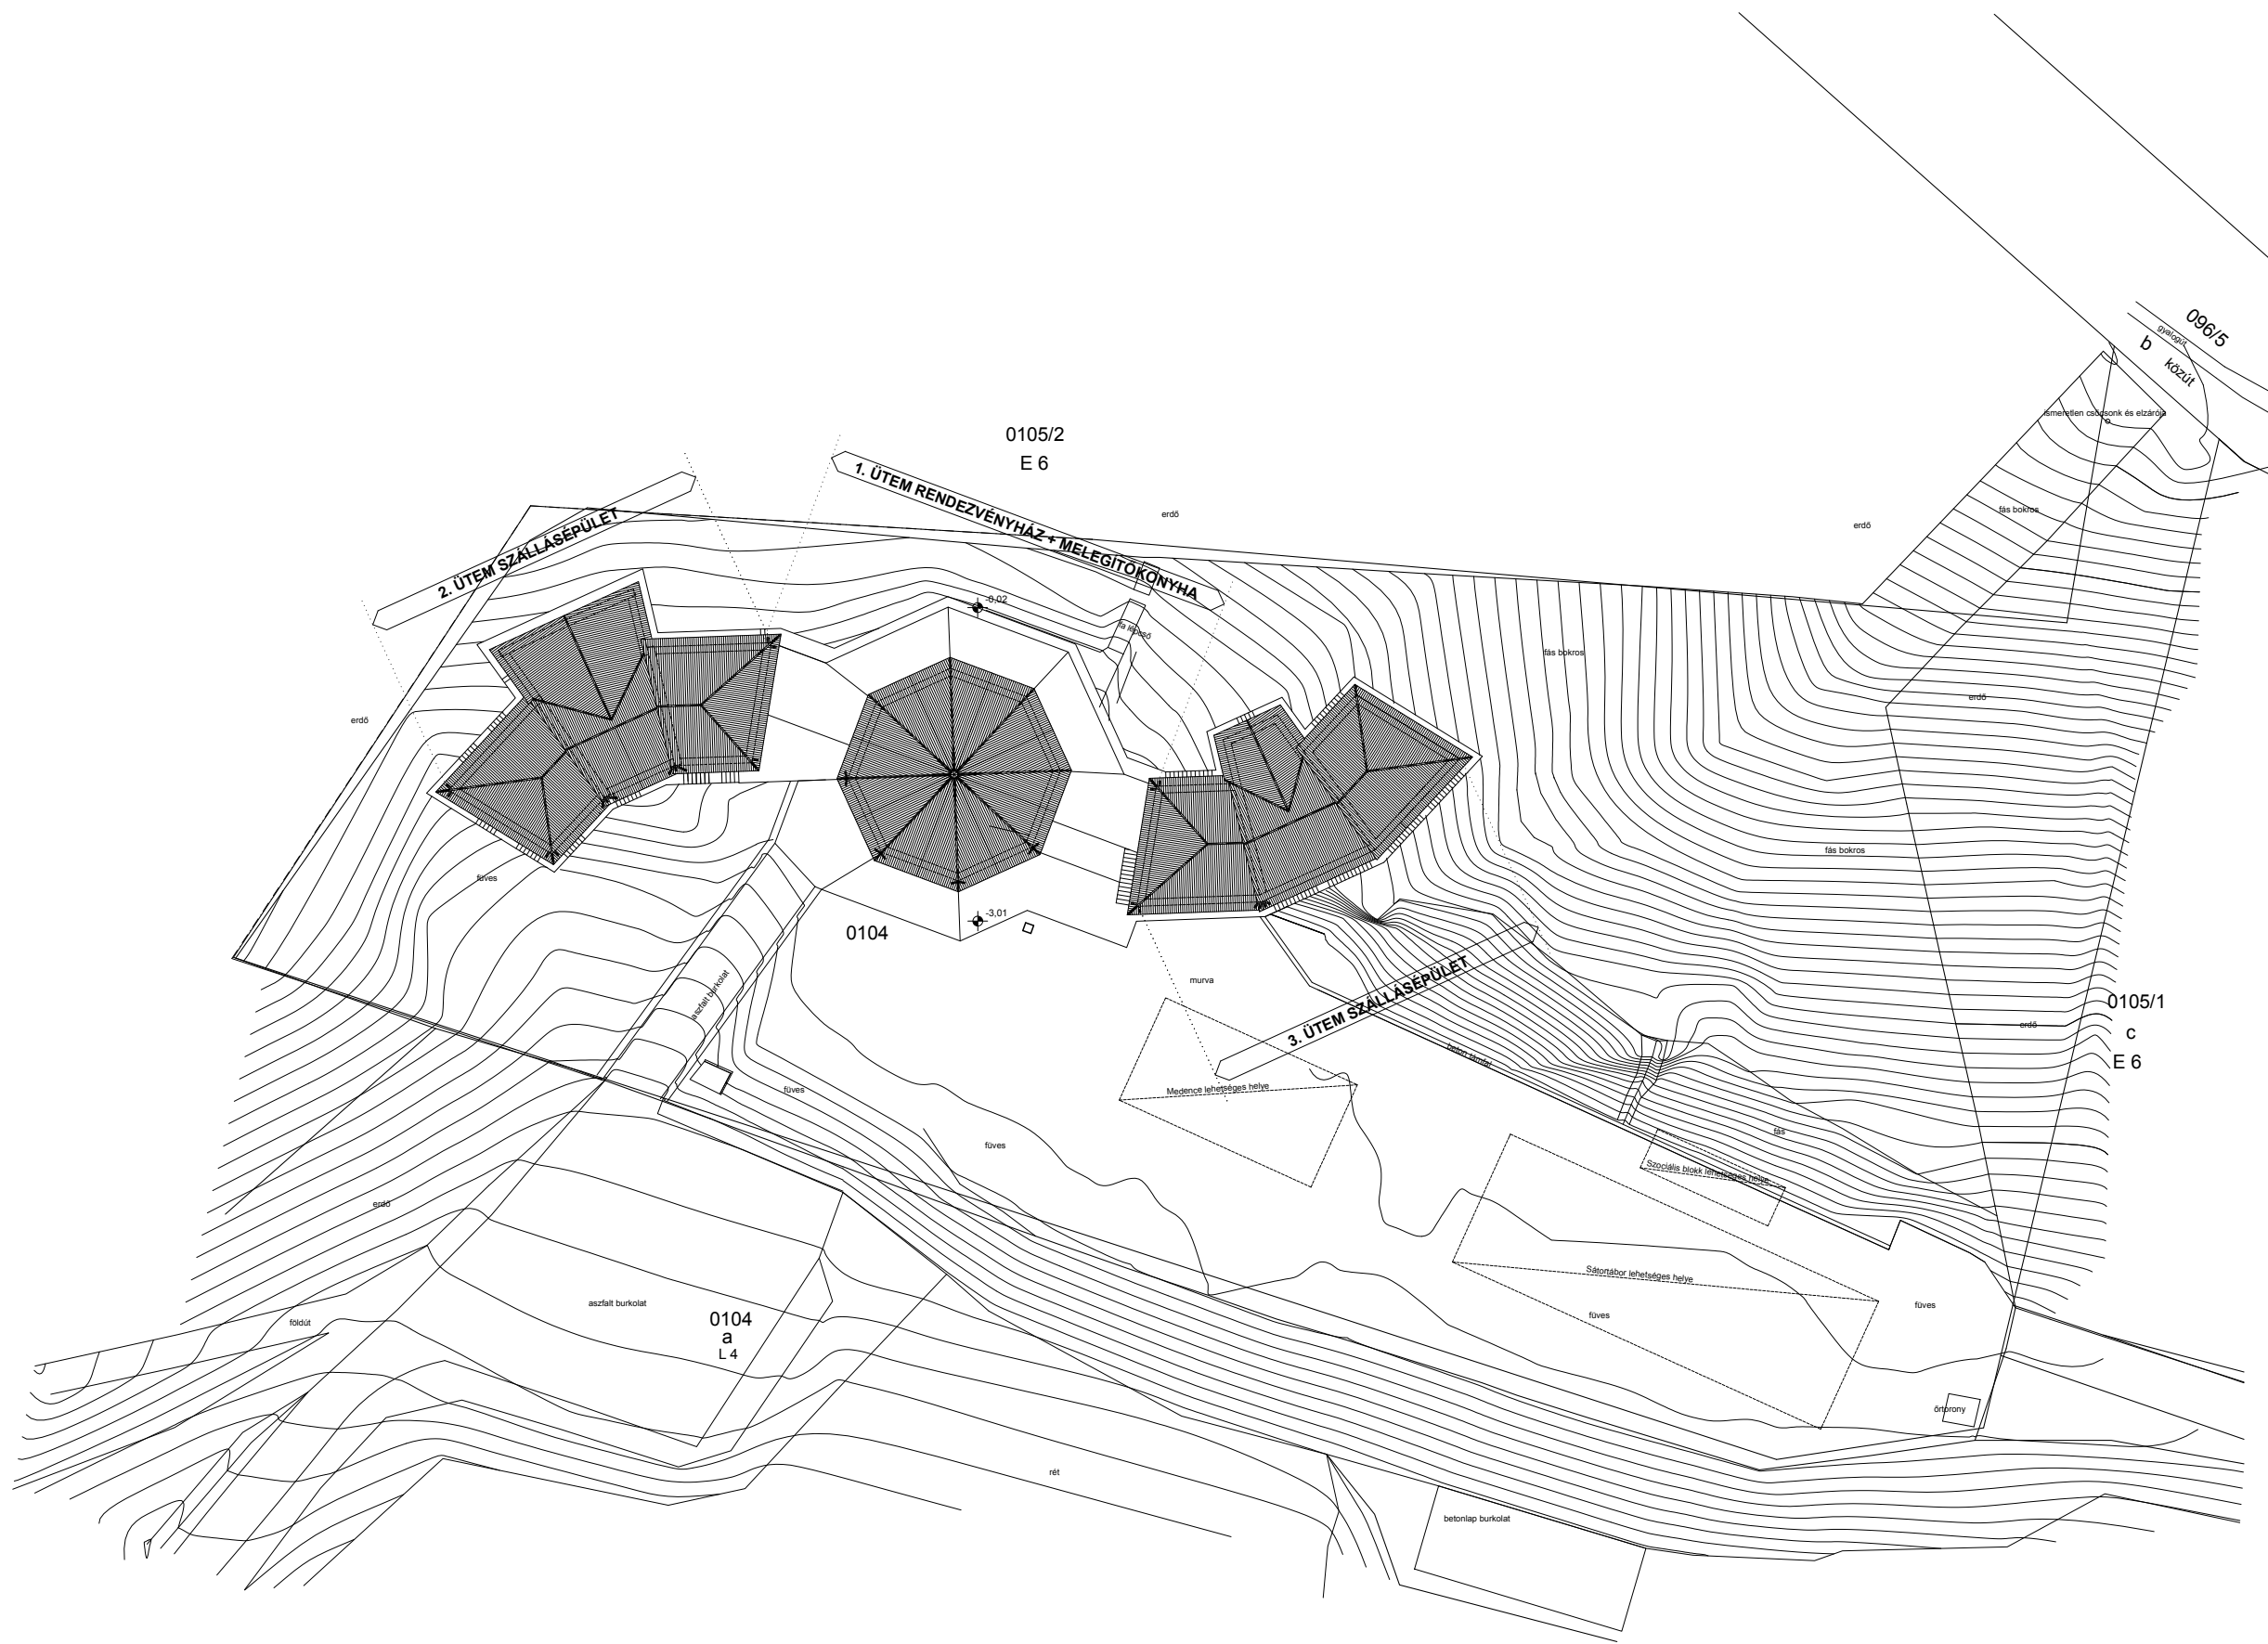 096/5
gyalogút
b
közút
ismeretlen csőcsonk és elzárója
0105/2
E 6
1. ÜTEM RENDEZVÉNYHÁZ + MELEGÍTŐKONYHA
2. ÜTEM SZÁLLÁSÉPÜLET
erdő
erdő
fás bokros
-0,02
fa lépcső
fás bokros
erdő
erdő
fás bokros
füves
-3,01
0104
aszfalt burkolat
murva
3. ÜTEM SZÁLLÁSÉPÜLET
0105/1
c
E 6
erdő
beton támfal
Medence lehetséges helye
füves
füves
fás
Szociális blokk lehetséges helye
erdő
Sátortábor lehetséges helye
aszfalt burkolat
füves
füves
földút
0104
a
L 4
őrtorony
rét
betonlap burkolat